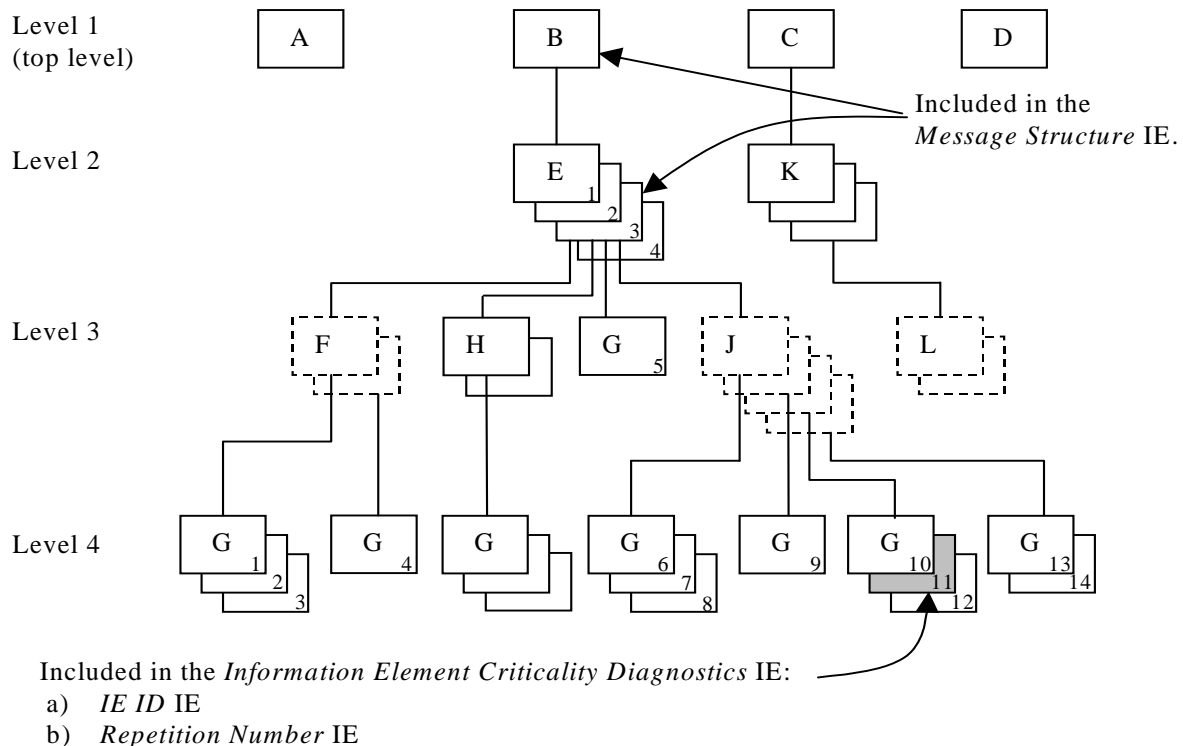 Level 1
(top level)
A
B
C
D
Included in the
Message Structure IE.
Level 2
E
1
2
3
4
K
Level 3
F
H
G
5
J
L
Level 4
G
1
2
3
G
4
G
G
6
7
8
G
9
G
10
11
12
G
13
14
Included in the Information Element Criticality Diagnostics IE:
a) IE ID IE
b) Repetition Number IE